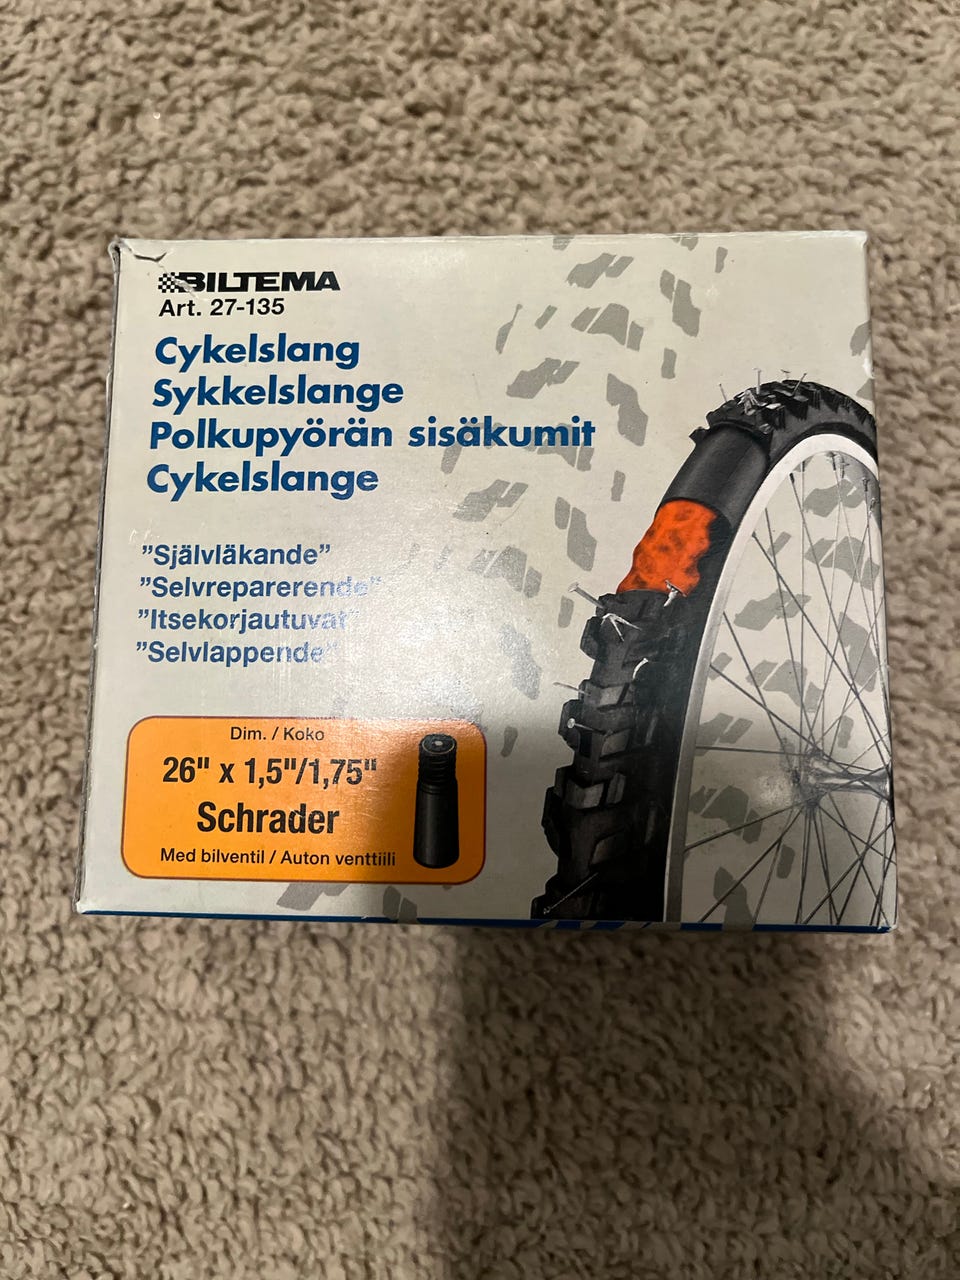 BILTEMA
Art. 27-135
Cykelslang
Sykkelslange
Polkupyörän sisäkumit
Cykelslange
”Självläkande”
”Selvreparerende”
”Itsekorjautuvat”
”Selvlappende”
Dim. / Koko
26" x 1,5"/1,75"
Schrader
Med bilventil / Auton venttiili